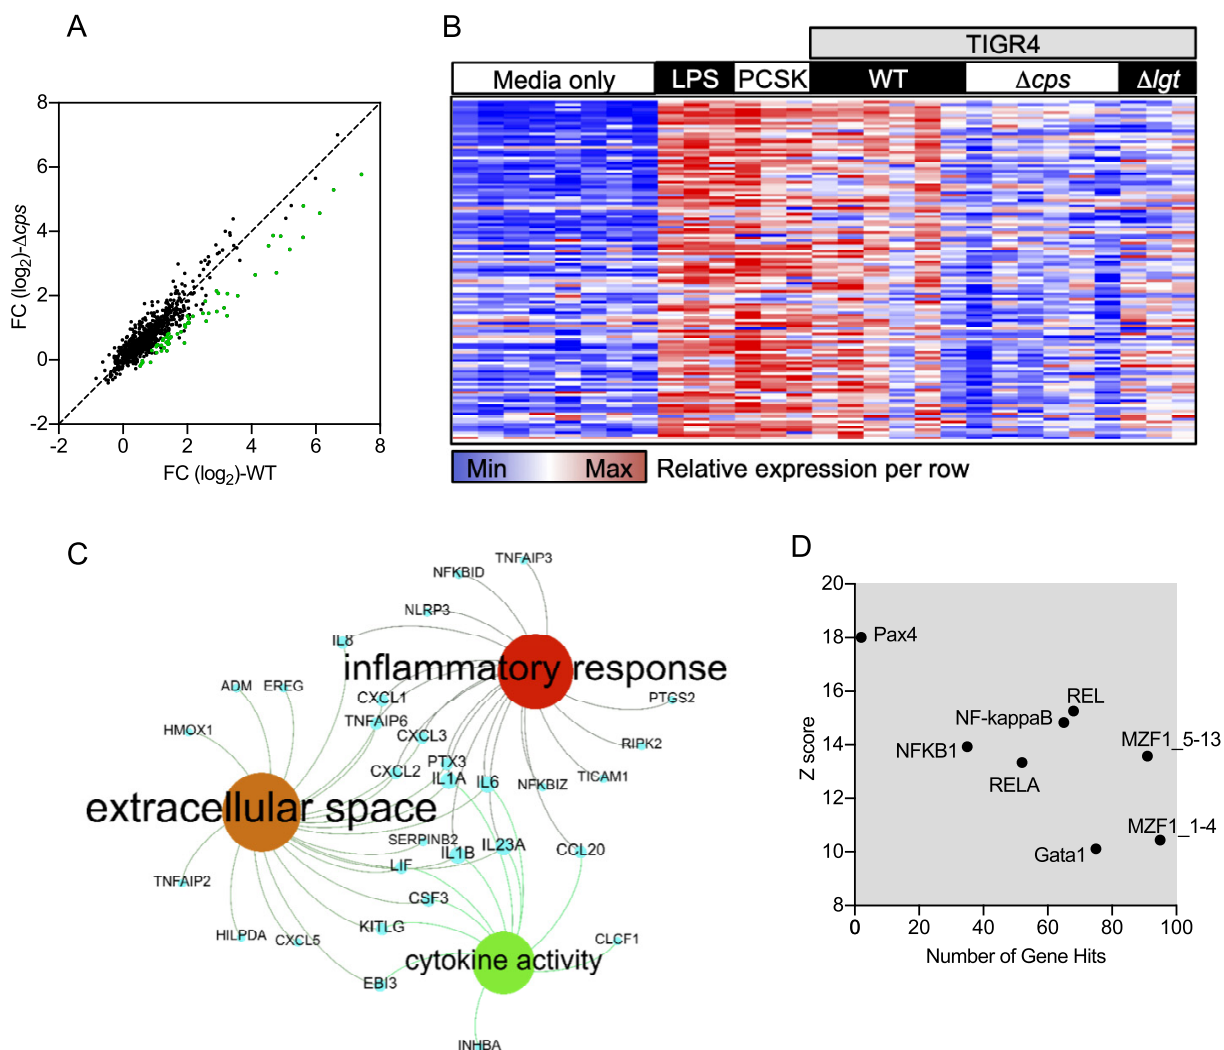 A
8
6
4
2
0
-2
-2 0 2 4 6 8
FC (log2)-Δcps
FC (log2)-WT
B
TIGR4
Media only LPS PCSK WT Δcps Δlgt
Min Max Relative expression per row
C
TNFAIP3
NFKBID
NLRP3
IL8
inflammatory response
ADM EREG
CXCL1
PTGS2
TNFAIP6
HMOX1
CXCL3
RIPK2
PTX3
CXCL2
IL1A IL6
NFKBIZ
TICAM1
extracellular space
SERPINB2
IL1B
IL23A
CCL20
LIF
TNFAIP2
CSF3
KITLG
HILPDA
CXCL5
CLCF1
cytokine activity
EBI3
INHBA
D
20
18
16
14
12
10
8
0 20 40 60 80 100
Z score
Number of Gene Hits
Pax4
REL
NF-kappaB
NFKB1
MZF1_5-13
RELA
MZF1_1-4
Gata1